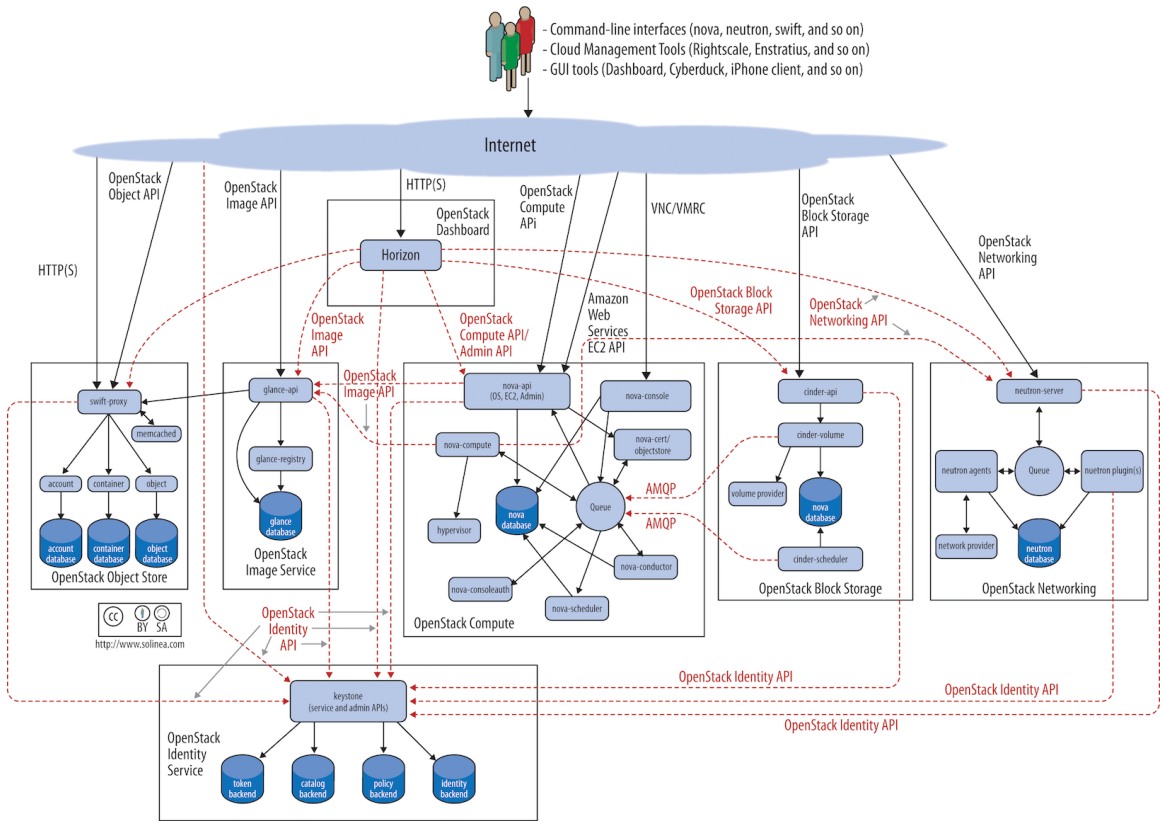 - Command-line interfaces (nova, neutron, swift, and so on)
- Cloud Management Tools (Rightscale, Enstratius, and so on)
- GUI tools (Dashboard, Cyberduck, iPhone client, and so on)
Internet
OpenStack
Object API
OpenStack
Image API
HTTP(S)
OpenStack
Compute
APi
VNC/VMRC
OpenStack
Block Storage
API
OpenStack
Networking
API
HTTP(S)
OpenStack
Dashboard
Horizon
OpenStack
Image
API
OpenStack
Compute API/
Admin API
Amazon
Web
Services
EC2 API
OpenStack Block
Storage API
OpenStack
Networking API
OpenStack
Image API
swift-proxy
memcached
account
container
object
account
database
container
database
object
database
OpenStack Object Store
glance-api
glance-registry
glance
database
OpenStack
Image Service
nova-api
(OS, EC2, Admin)
nova-console
nova-compute
nova-cert/
objectstore
hypervisor
nova
database
Queue
nova-conductor
nova-consoleauth
nova-scheduler
OpenStack Compute
AMQP
AMQP
cinder-api
cinder-volume
volume provider
nova
database
cinder-scheduler
OpenStack Block Storage
neutron-server
neutron agents
Queue
nuetron plugin(s)
network provider
neutron
database
OpenStack Networking
cc
BY SA
http://www.solinea.com
OpenStack
Identity
API
OpenStack Identity API
OpenStack Identity API
OpenStack Identity API
keystone
(service and admin APIs)
OpenStack
Identity
Service
token
backend
catalog
backend
policy
backend
identity
backend